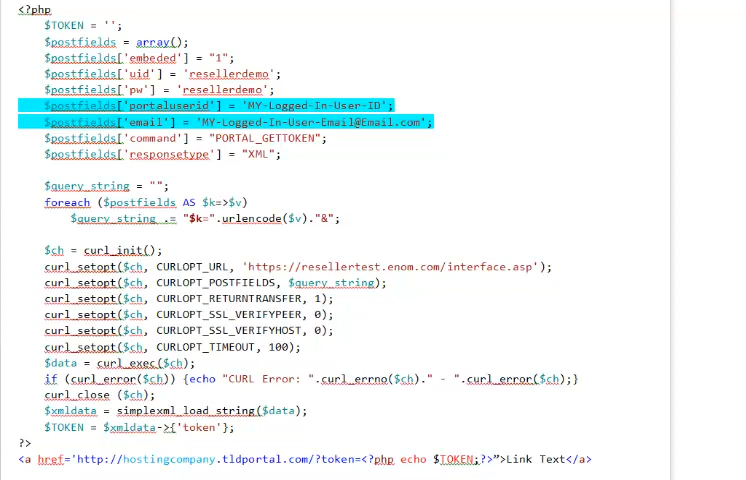 <?php
$TOKEN = '';
$postfields = array();
$postfields['embeded'] = "1";
$postfields['uid'] = 'resellerdemo';
$postfields['pw'] = 'resellerdemo';
$postfields['portaluserid'] = 'MY-Logged-In-User-ID';
$postfields['email'] = 'MY-Logged-In-User-Email@Email.com';
$postfields['command'] = "PORTAL_GETTOKEN";
$postfields['responsetype'] = "XML";
$query_string = "";
foreach ($postfields AS $k=>$v)
$query_string .= "$k=".urlencode($v)."&";
$ch = curl_init();
curl_setopt($ch, CURLOPT_URL, 'https://resellertest.enom.com/interface.asp');
curl_setopt($ch, CURLOPT_POSTFIELDS, $query_string);
curl_setopt($ch, CURLOPT_RETURNTRANSFER, 1);
curl_setopt($ch, CURLOPT_SSL_VERIFYPEER, 0);
curl_setopt($ch, CURLOPT_SSL_VERIFYHOST, 0);
curl_setopt($ch, CURLOPT_TIMEOUT, 100);
$data = curl_exec($ch);
if (curl_error($ch)) {echo "CURL Error: ".curl_errno($ch)." - ".curl_error($ch);}
curl_close ($ch);
$xmldata = simplexml_load_string($data);
$TOKEN = $xmldata->{'token'};
?>
<a href='http://hostingcompany.tldportal.com/?token=<?php echo $TOKEN;?>”>Link Text</a>